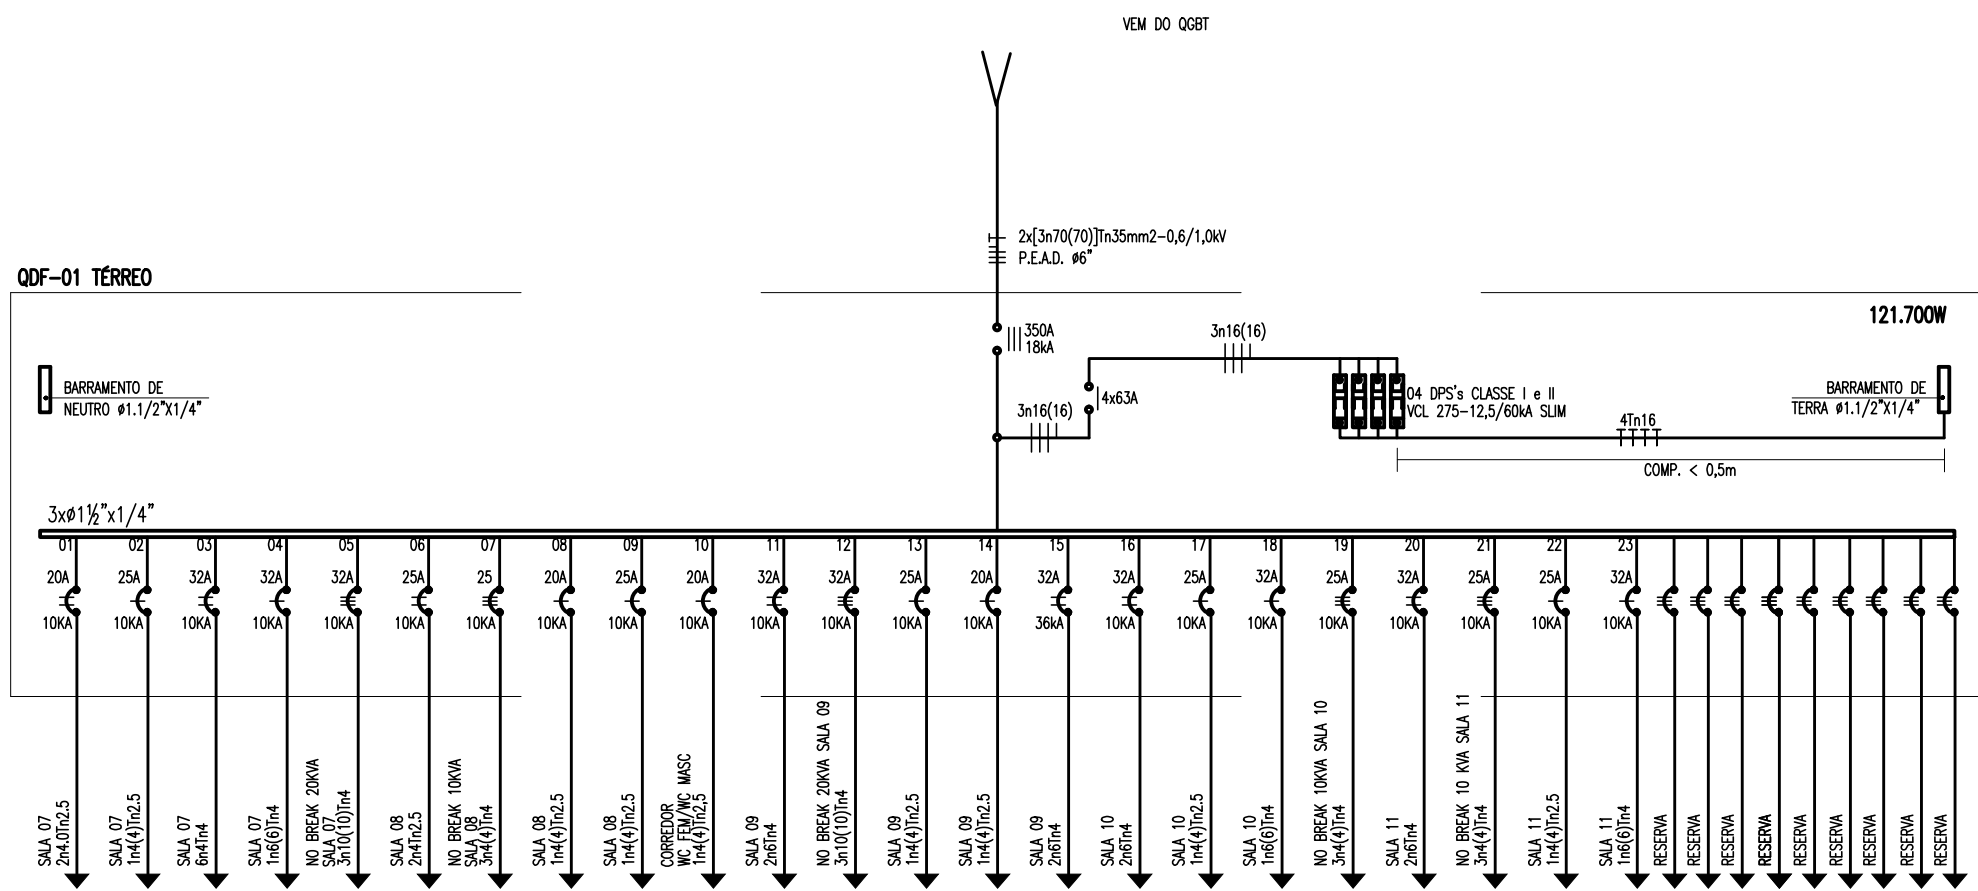 VEM DO QGBT
2x[3n70(70)]Tn35mm2-0,6/1,0kV
P.E.A.D. ø6"
QDF-01 TÉRREO
121.700W
350A
18kA
3n16(16)
BARRAMENTO DE
NEUTRO ø1.1/2"X1/4"
4x63A
3n16(16)
04 DPS's CLASSE I e II
VCL 275-12,5/60kA SLIM
BARRAMENTO DE
TERRA ø1.1/2"X1/4"
4Tn16
COMP. < 0,5m
3xø1½"x1/4"
01 02 03 04 05 06 07 08 09 10 11 12 13 14 15 16 17 18 19 20 21 22 23
20A 25A 32A 32A 32A 25A 25 20A 25A 20A 32A 32A 25A 20A 32A 32A 25A 32A 25A 32A 25A 25A 32A
10KA 10KA 10KA 10KA 10KA 10KA 10KA 10KA 10KA 10KA 10KA 10KA 10KA 10KA 36kA 10KA 10KA 10KA 10KA 10KA 10KA 10KA 10KA
SALA 07
2n4.0Tn2.5
SALA 07
1n4(4)Tn2.5
SALA 07
6n4Tn4
SALA 07
1n6(6)Tn4
NO BREAK 20KVA
SALA 07
3n10(10)Tn4
SALA 08
2n4Tn2.5
NO BREAK 10KVA
SALA 08
3n4(4)Tn4
SALA 08
1n4(4)Tn2.5
SALA 08
1n4(4)Tn2.5
CORREDOR
WC FEM/WC MASC
1n4(4)Tn2,5
SALA 09
2n6Tn4
NO BREAK 20KVA SALA 09
3n10(10)Tn4
SALA 09
1n4(4)Tn2.5
SALA 09
1n4(4)Tn2.5
SALA 09
2n6Tn4
SALA 10
2n6Tn4
SALA 10
1n4(4)Tn2.5
SALA 10
1n6(6)Tn4
NO BREAK 10KVA SALA 10
3n4(4)Tn4
SALA 11
2n6Tn4
NO BREAK 10 KVA SALA 11
3n4(4)Tn4
SALA 11
1n4(4)Tn2.5
SALA 11
1n6(6)Tn4
RESERVA
RESERVA
RESERVA
RESERVA
RESERVA
RESERVA
RESERVA
RESERVA
RESERVA